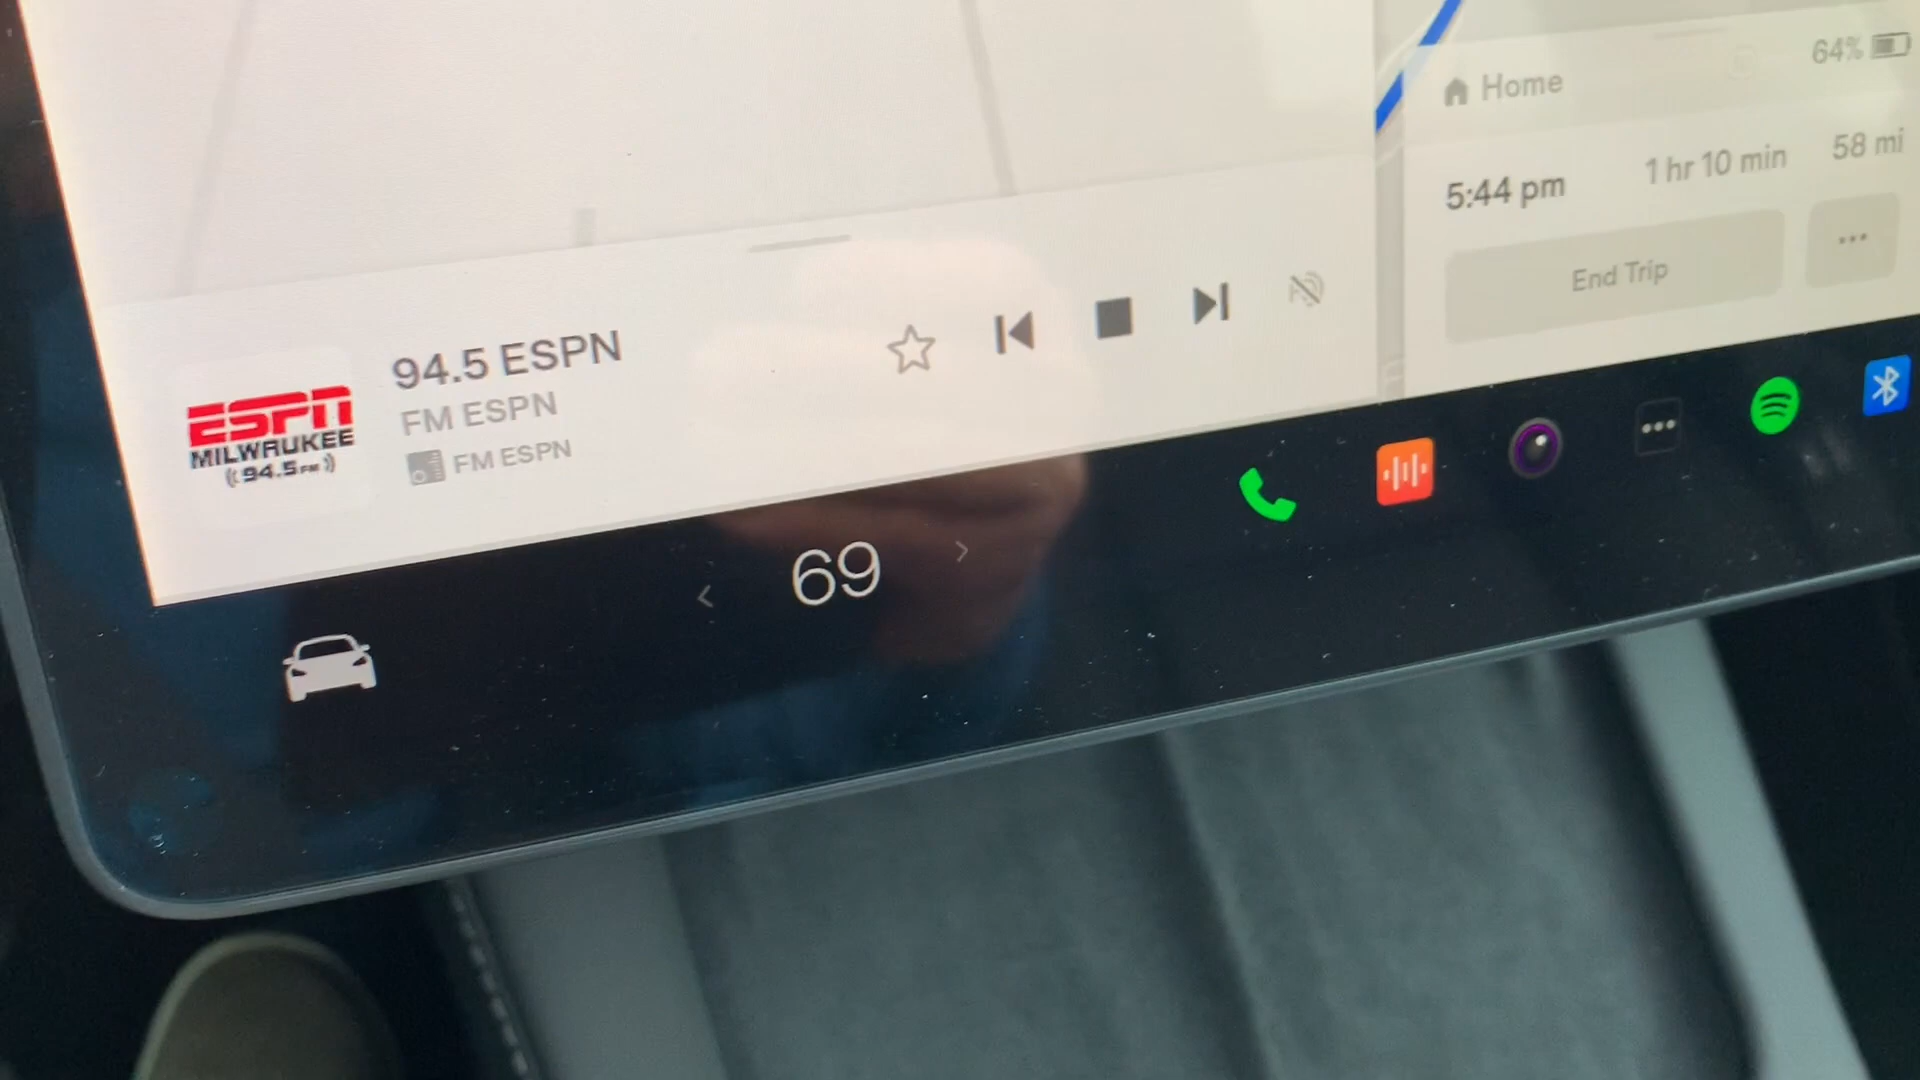 64%
Home
5:44 pm 1 hr 10 min 58 mi
End Trip
94.5 ESPN
FM ESPN
FM ESPN
ESPN
MILWAUKEE
94.5 FM
69